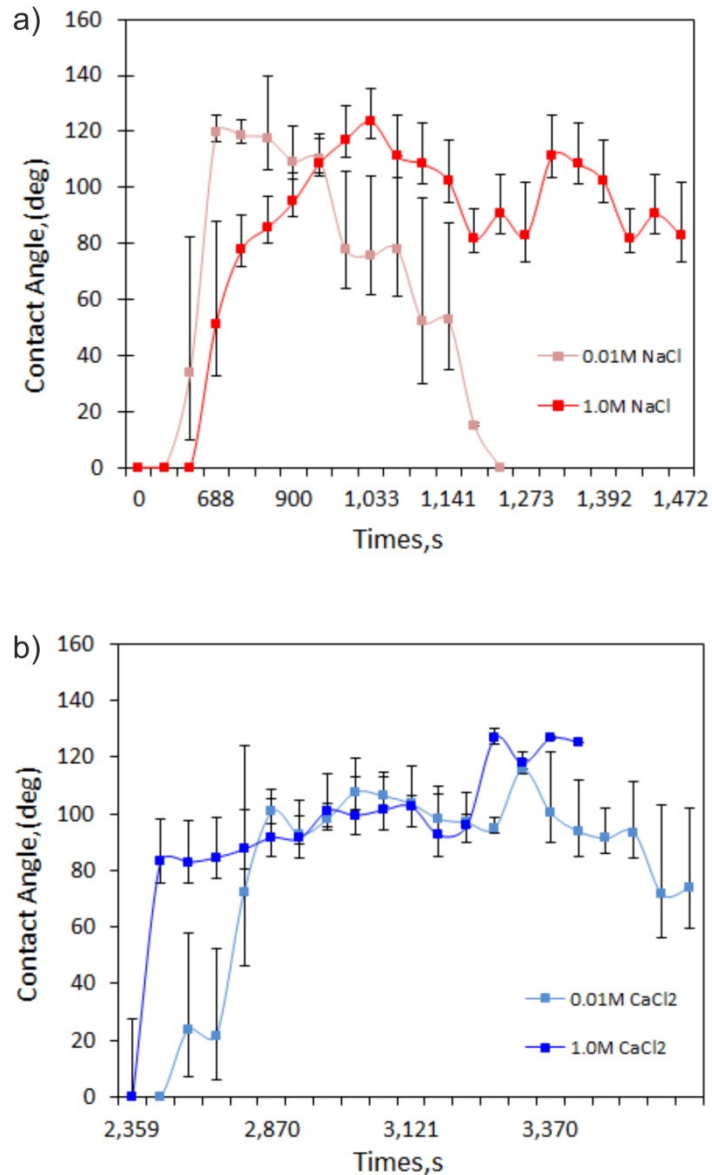 a)
160
140
120
100
80
60
40
20
0
Contact Angle,(deg)
0.01M NaCl
1.0M NaCl
0 688 900 1,033 1,141 1,273 1,392 1,472
Times,s
b)
160
140
120
100
80
60
40
20
0
Contact Angle,(deg)
0.01M CaCl2
1.0M CaCl2
2,359 2,870 3,121 3,370
Times,s